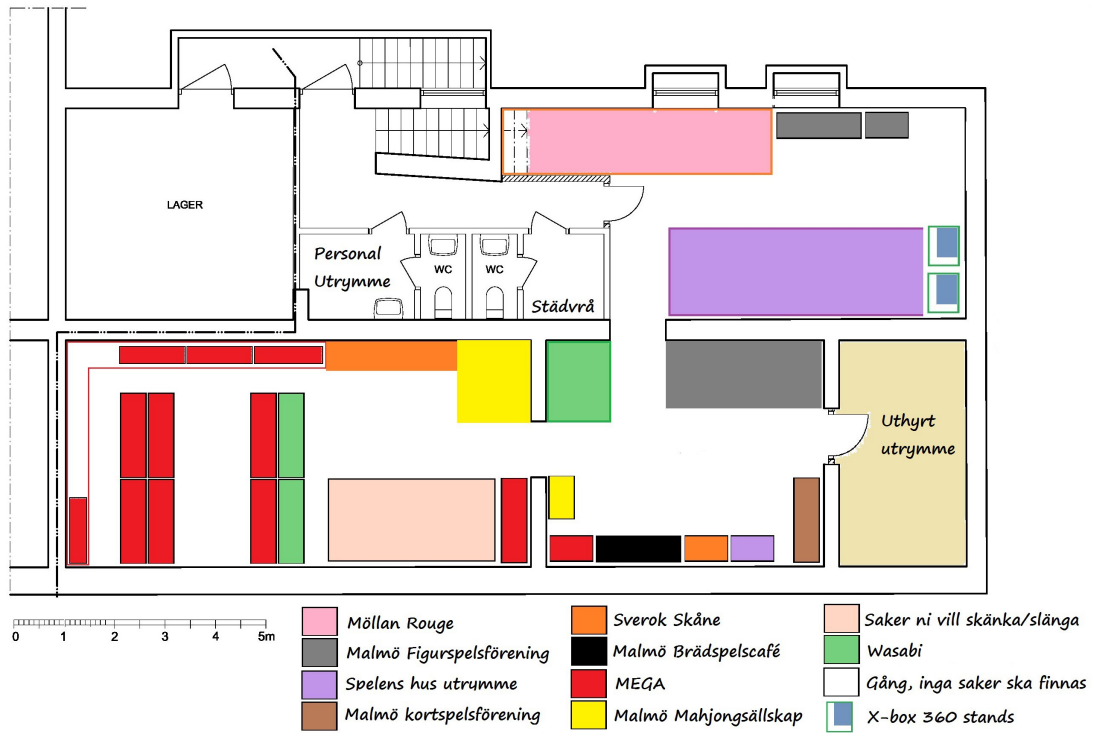 LAGER
Personal
Utrymme
WC
WC
Städvrå
Uthyrt
utrymme
0 1 2 3 4 5m
Möllan Rouge
Malmö Figurspelsförening
Spelens hus utrymme
Malmö kortspelsförening
Sverok Skåne
Malmö Brädspelscafé
MEGA
Malmö Mahjongsällskap
Saker ni vill skänka/slänga
Wasabi
Gång, inga saker ska finnas
X-box 360 stands